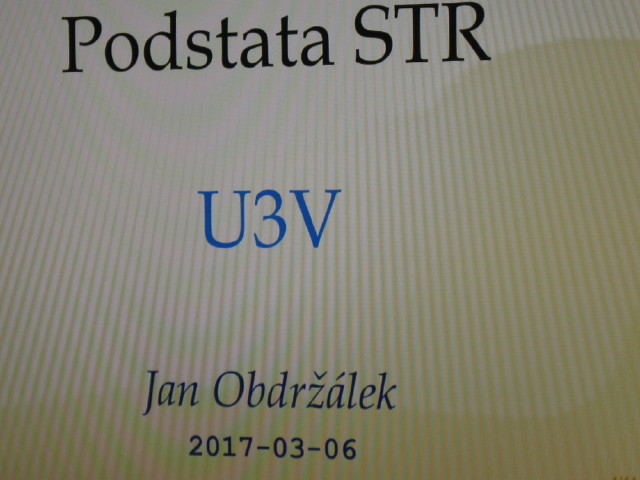 Podstata STR
U3V
Jan Obdržálek
2017-03-06